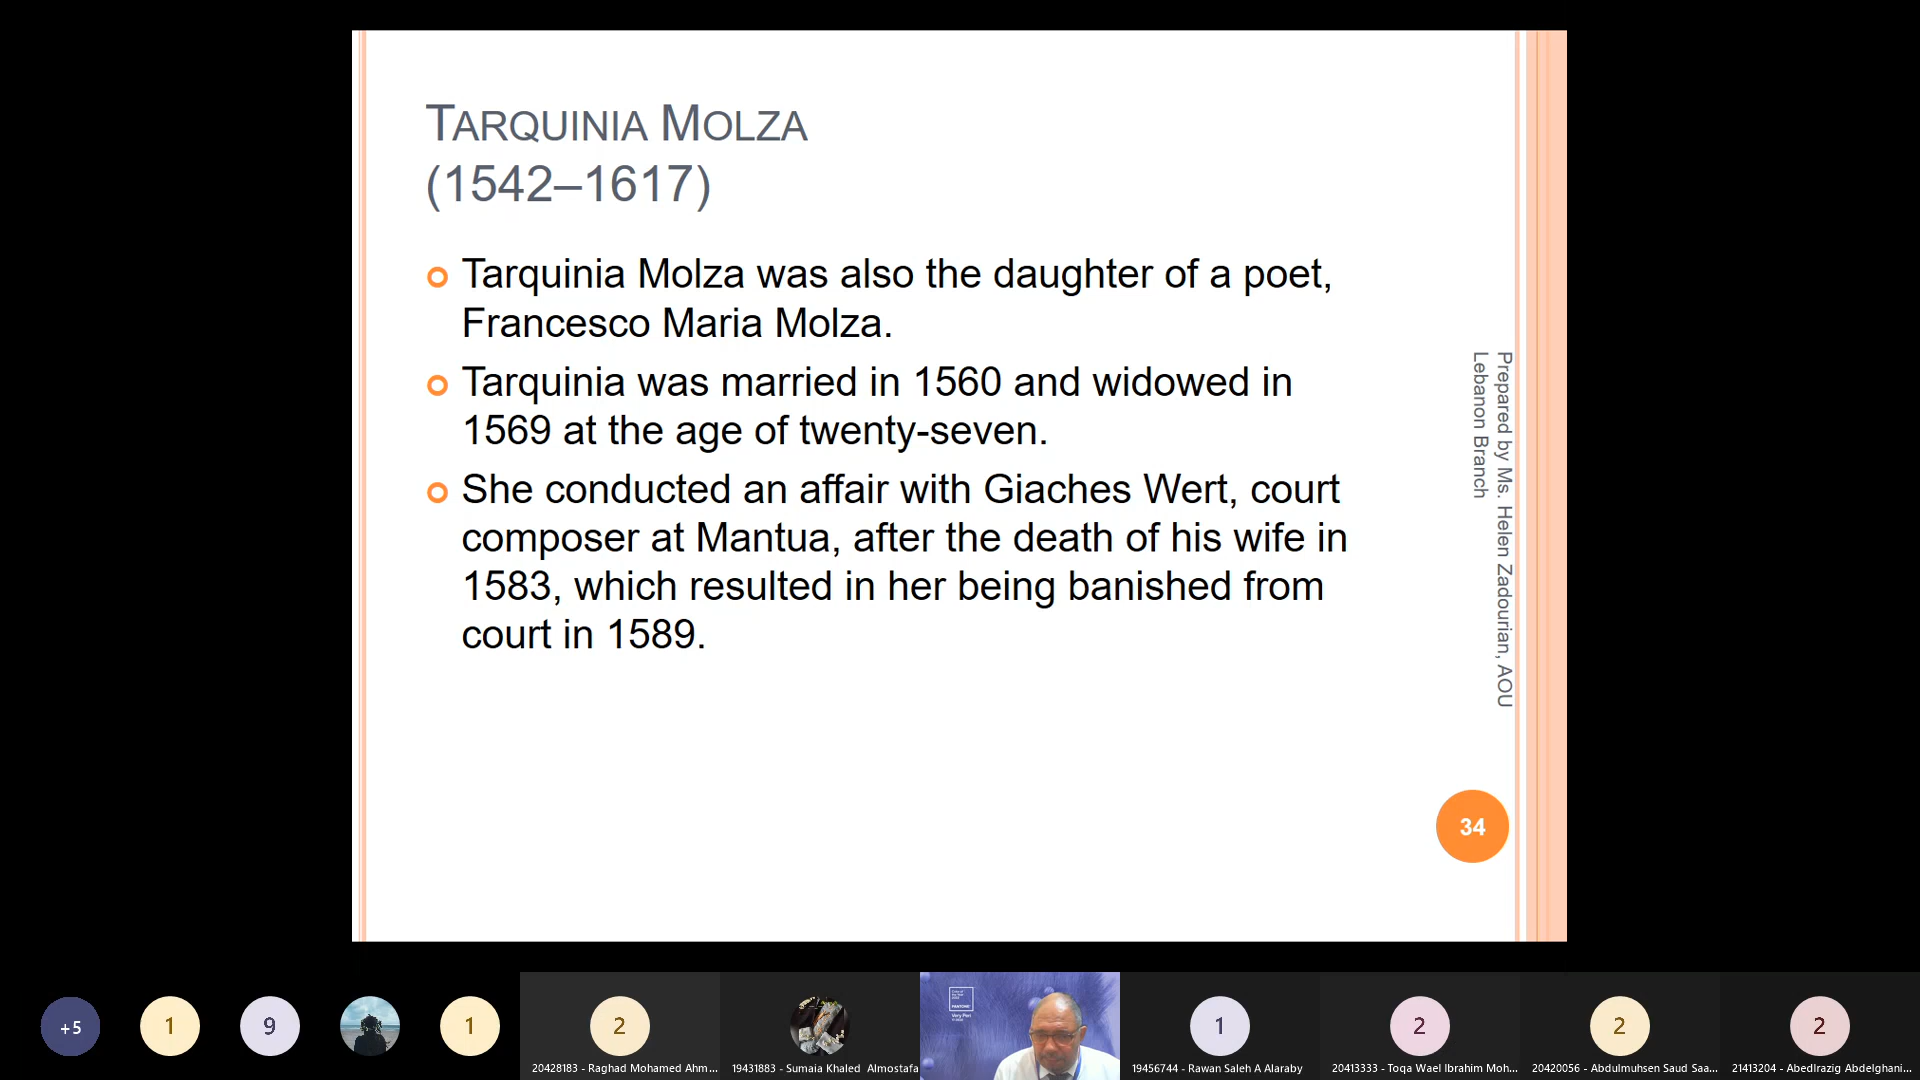 TARQUINIA MOLZA
(1542–1617)
Tarquinia Molza was also the daughter of a poet,
Francesco Maria Molza.
Tarquinia was married in 1560 and widowed in
1569 at the age of twenty-seven.
She conducted an affair with Giaches Wert, court
composer at Mantua, after the death of his wife in
1583, which resulted in her being banished from
court in 1589.
Prepared by Ms. Helen Zadourian, AOU
Lebanon Branch
34
+5
1
9
1
2
20428183 - Raghad Mohamed Ahm...
19431883 - Sumaia Khaled Almostafa
PANTONE
Very Peri
1
19456744 - Rawan Saleh A Alaraby
2
20413333 - Toqa Wael Ibrahim Moh...
2
20420056 - Abdulmuhsen Saud Saa...
2
21413204 - AbedIrazig Abdelghani...